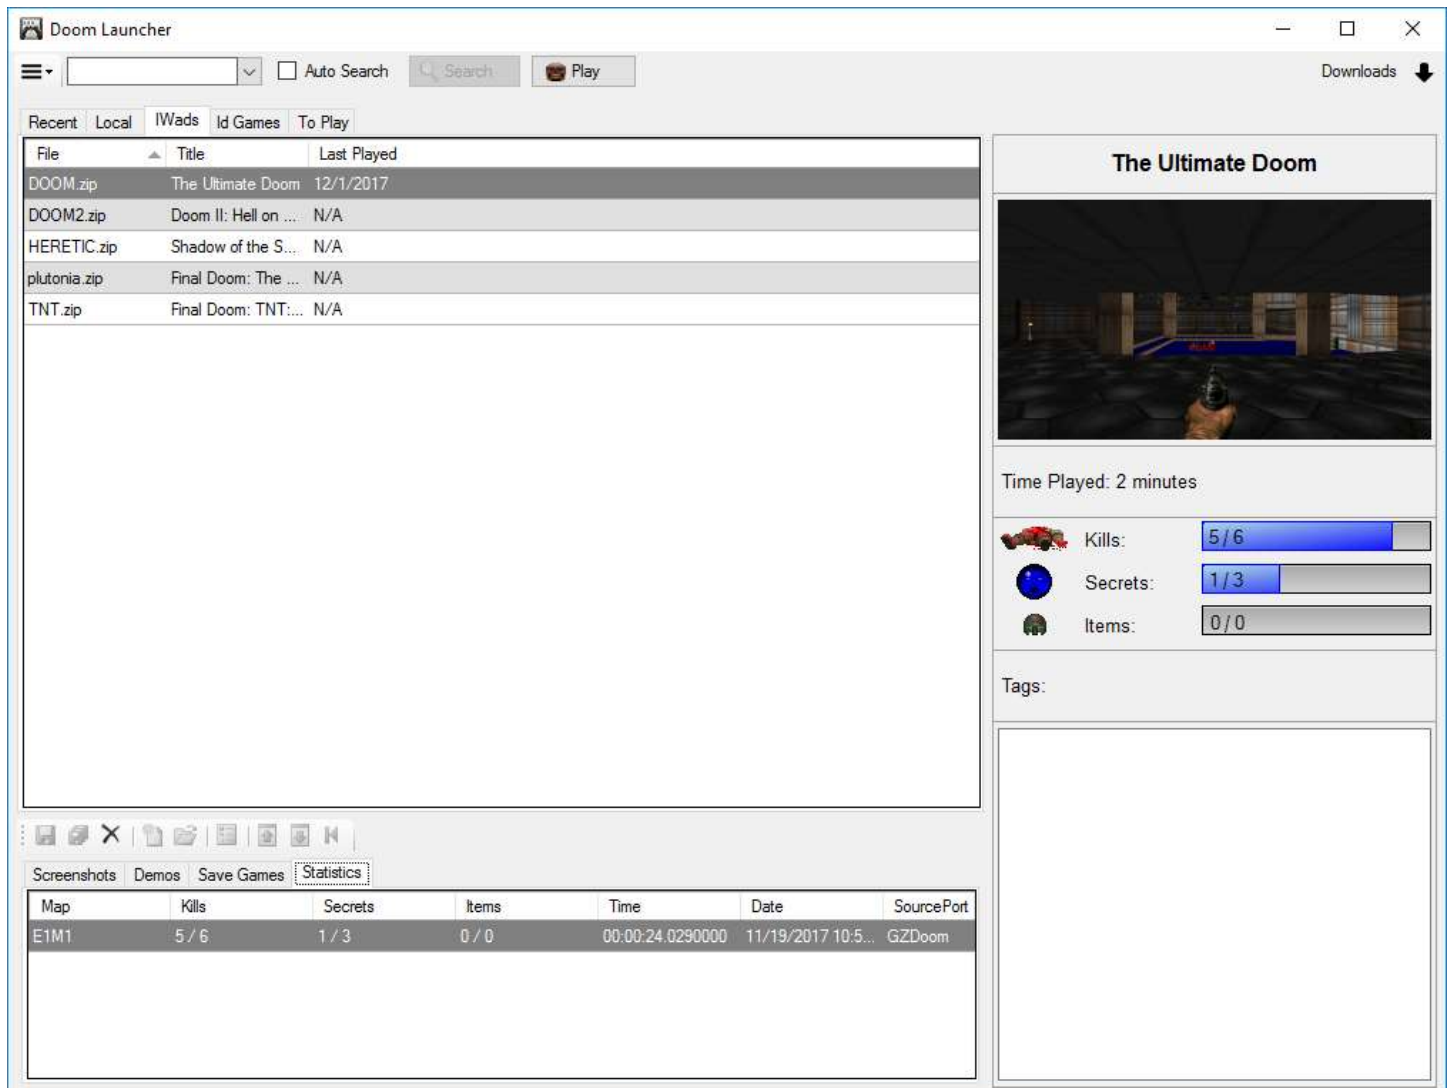 Doom Launcher
Auto Search Search Play Downloads
Recent Local IWads Id Games To Play
File Title Last Played
DOOM.zip The Ultimate Doom 12/1/2017
DOOM2.zip Doom II: Hell on ... N/A
HERETIC.zip Shadow of the S... N/A
plutonia.zip Final Doom: The ... N/A
TNT.zip Final Doom: TNT:... N/A
The Ultimate Doom
Time Played: 2 minutes
Kills: 5 / 6
Secrets: 1 / 3
Items: 0 / 0
Tags:
Screenshots Demos Save Games Statistics
Map Kills Secrets Items Time Date SourcePort
E1M1 5 / 6 1 / 3 0 / 0 00:00:24.0290000 11/19/2017 10:5... GZDoom